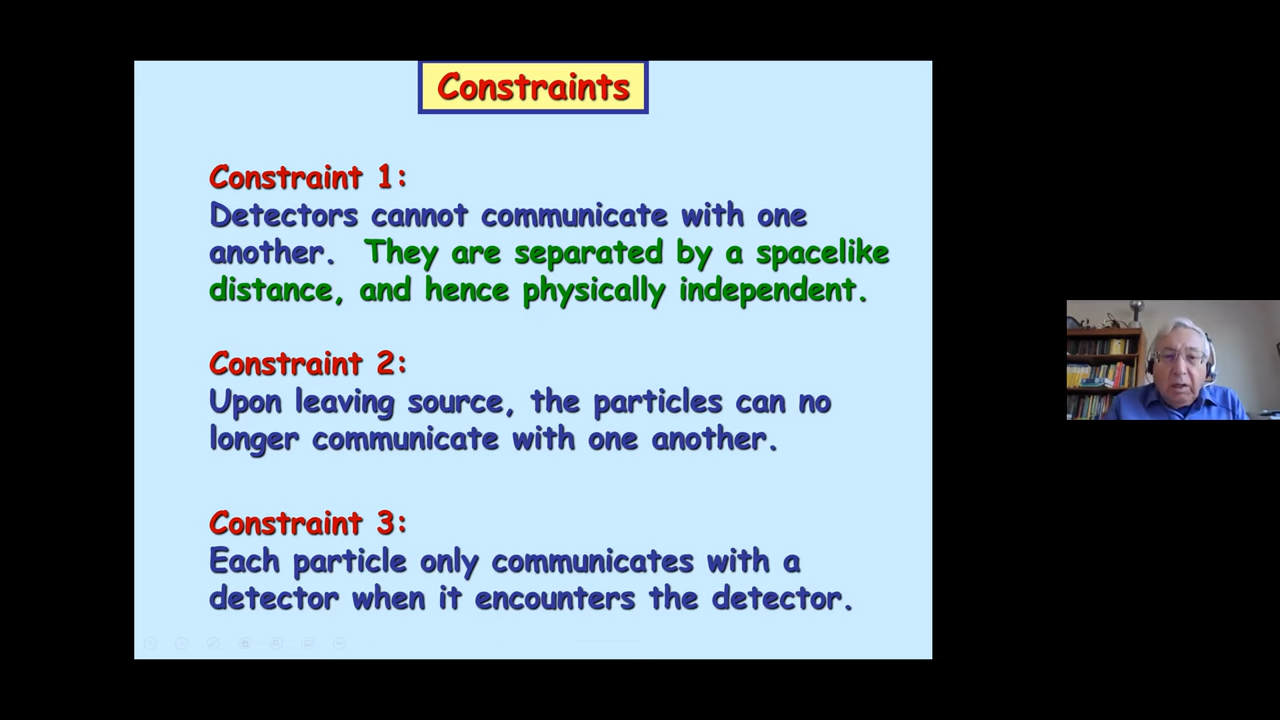 Constraints
Constraint 1:
Detectors cannot communicate with one
another. They are separated by a spacelike
distance, and hence physically independent.
Constraint 2:
Upon leaving source, the particles can no
longer communicate with one another.
Constraint 3:
Each particle only communicates with a
detector when it encounters the detector.